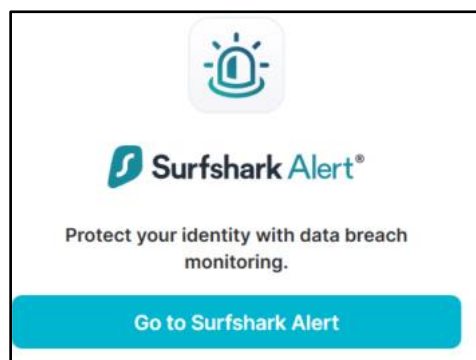 Surfshark Alert®
Protect your identity with data breach
monitoring.
Go to Surfshark Alert